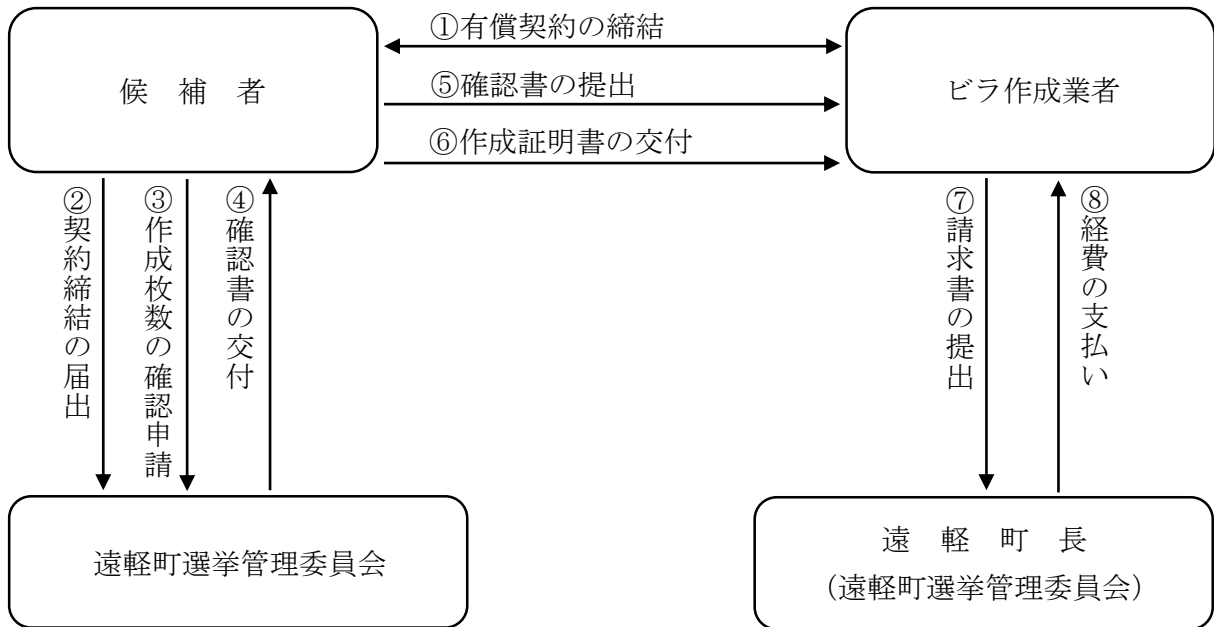 ①有償契約の締結
候　補　者
⑤確認書の提出
ビラ作成業者
⑥作成証明書の交付
②契約締結の届出
③作成枚数の確認申請
④確認書の交付
⑦請求書の提出
⑧経費の支払い
遠軽町選挙管理委員会
遠　軽　町　長
(遠軽町選挙管理委員会)